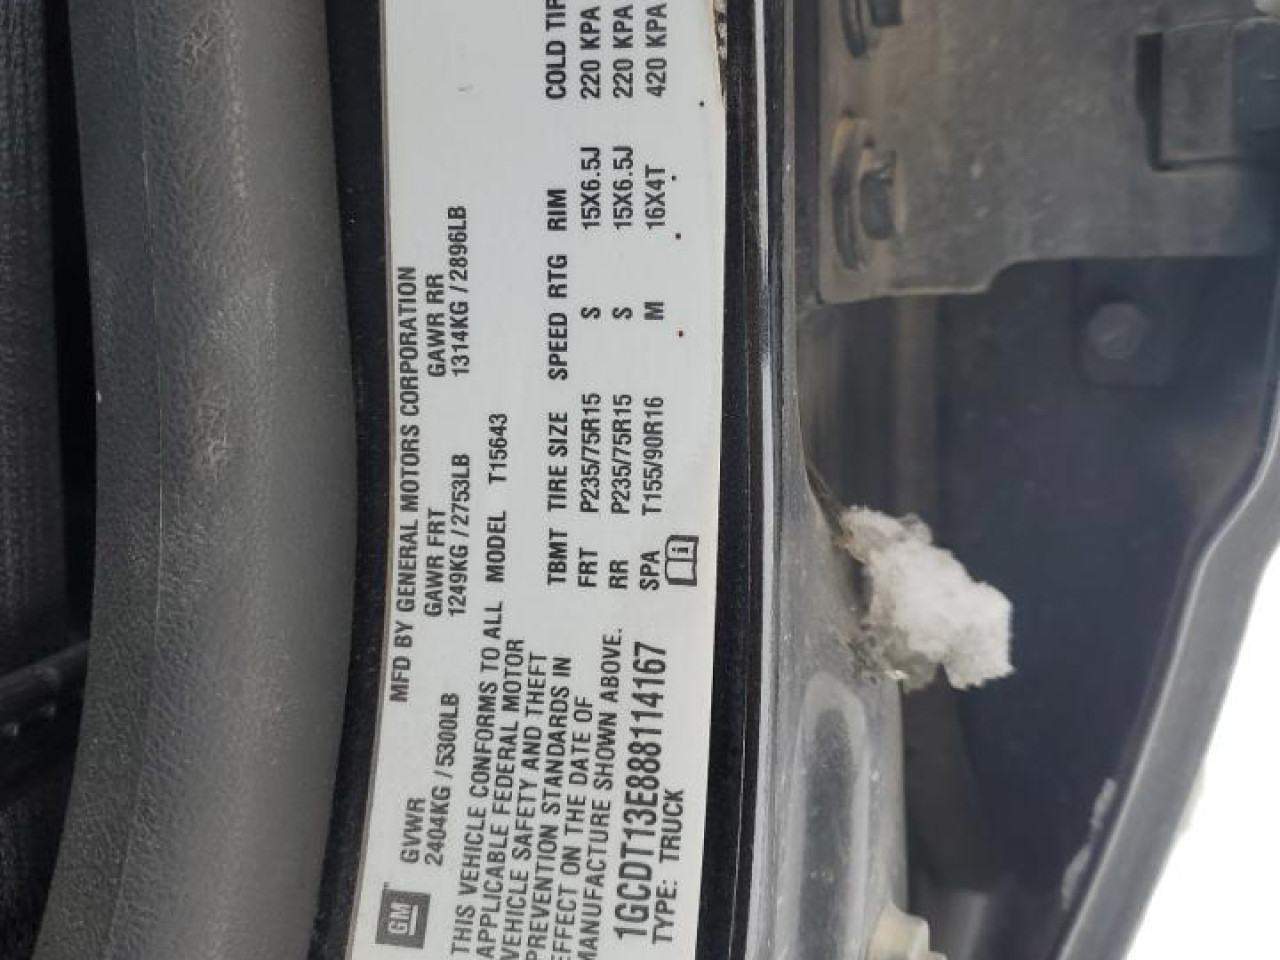 GM
MFD BY GENERAL MOTORS CORPORATION
GVWR GAWR FRT GAWR RR
2404KG / 5300LB 1249KG / 2753LB 1314KG / 2896LB
THIS VEHICLE CONFORMS TO ALL
APPLICABLE FEDERAL MOTOR
VEHICLE SAFETY AND THEFT
PREVENTION STANDARDS IN
EFFECT ON THE DATE OF
MANUFACTURE SHOWN ABOVE.
1GCDT13E888114167
TYPE: TRUCK
MODEL T15643
TBMT TIRE SIZE SPEED RTG RIM COLD TIR
FRT P235/75R15 S 15X6.5J 220 KPA
RR P235/75R15 S 15X6.5J 220 KPA
SPA T155/90R16 M 16X4T 420 KPA